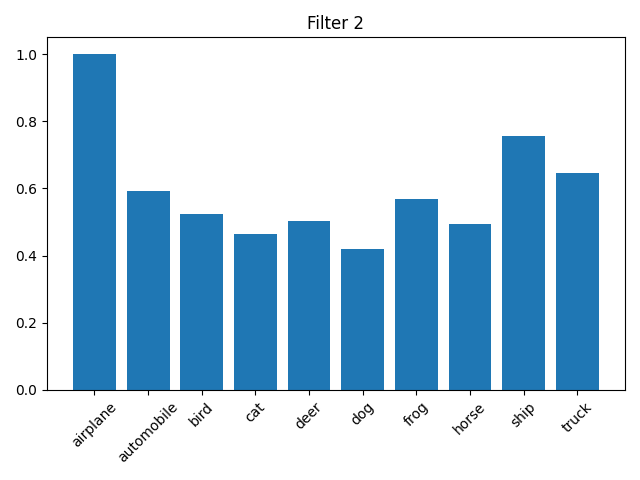 Filter 2
1.0
0.8
0.6
0.4
0.2
0.0
airplane
automobile
bird
cat
deer
dog
frog
horse
ship
truck